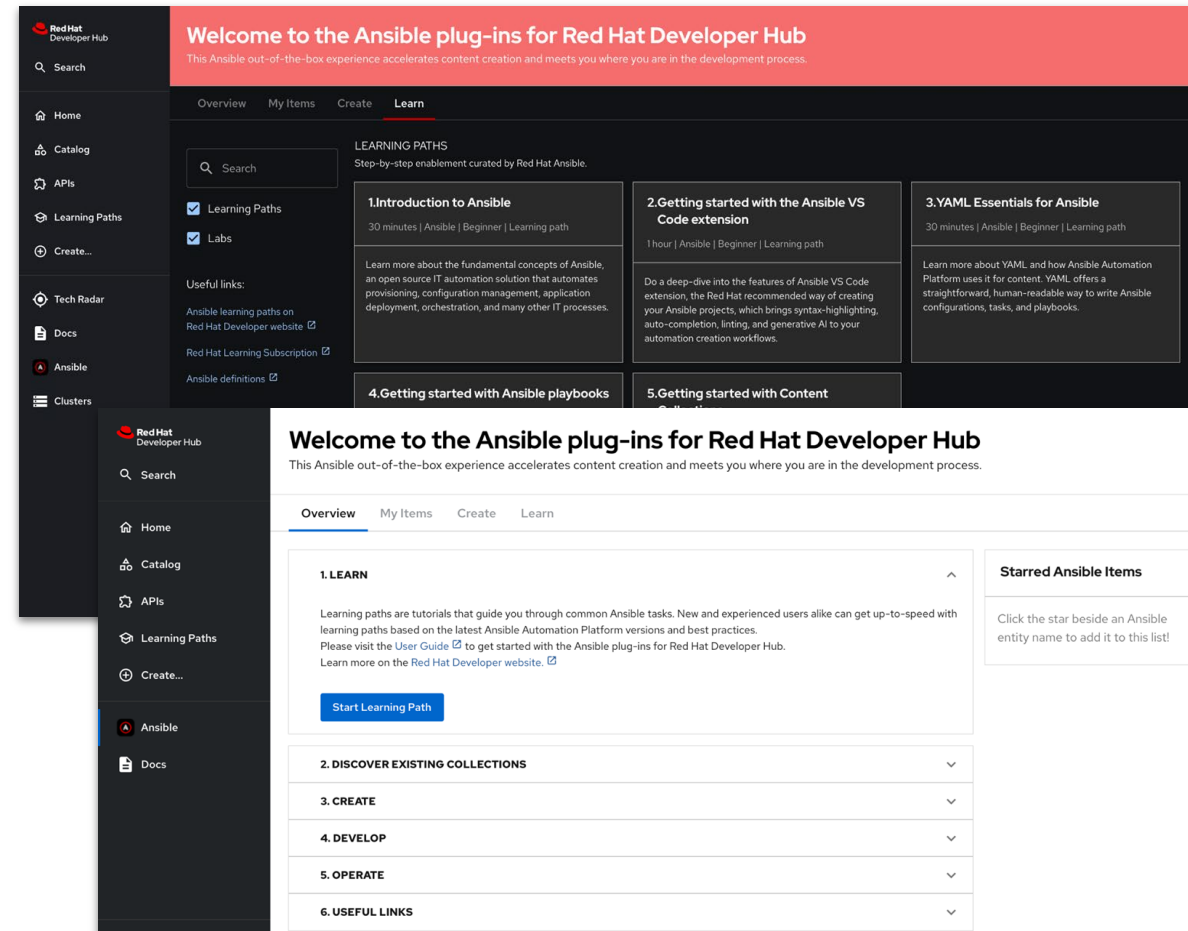 Red Hat
Developer Hub
Search
Home
Catalog
APIs
Learning Paths
Create...
Tech Radar
Docs
Ansible
Clusters
Welcome to the Ansible plug-ins for Red Hat Developer Hub
This Ansible out-of-the-box experience accelerates content creation and meets you where you are in the development process.
Overview My Items Create Learn
Search
Learning Paths
Labs
Useful links:
Ansible learning paths on
Red Hat Developer website
Red Hat Learning Subscription
Ansible definitions
LEARNING PATHS
Step-by-step enablement curated by Red Hat Ansible.
1.Introduction to Ansible
30 minutes | Ansible | Beginner | Learning path
Learn more about the fundamental concepts of Ansible,
an open source IT automation solution that automates
provisioning, configuration management, application
deployment, orchestration, and many other IT processes.
2.Getting started with the Ansible VS
Code extension
1 hour | Ansible | Beginner | Learning path
Do a deep-dive into the features of Ansible VS Code
extension, the Red Hat recommended way of creating
your Ansible projects, which brings syntax-highlighting,
auto-completion, linting, and generative AI to your
automation creation workflows.
3.YAML Essentials for Ansible
30 minutes | Ansible | Beginner | Learning path
Learn more about YAML and how Ansible Automation
Platform uses it for content. YAML offers a
straightforward, human-readable way to write Ansible
configurations, tasks, and playbooks.
4.Getting started with Ansible playbooks
5.Getting started with Content
Red Hat
Developer Hub
Search
Home
Catalog
APIs
Learning Paths
Create...
Ansible
Docs
Welcome to the Ansible plug-ins for Red Hat Developer Hub
This Ansible out-of-the-box experience accelerates content creation and meets you where you are in the development process.
Overview My Items Create Learn
1. LEARN
Learning paths are tutorials that guide you through common Ansible tasks. New and experienced users alike can get up-to-speed with
learning paths based on the latest Ansible Automation Platform versions and best practices.
Please visit the User Guide to get started with the Ansible plug-ins for Red Hat Developer Hub.
Learn more on the Red Hat Developer website.
Start Learning Path
2. DISCOVER EXISTING COLLECTIONS
3. CREATE
4. DEVELOP
5. OPERATE
6. USEFUL LINKS
Starred Ansible Items
Click the star beside an Ansible
entity name to add it to this list!